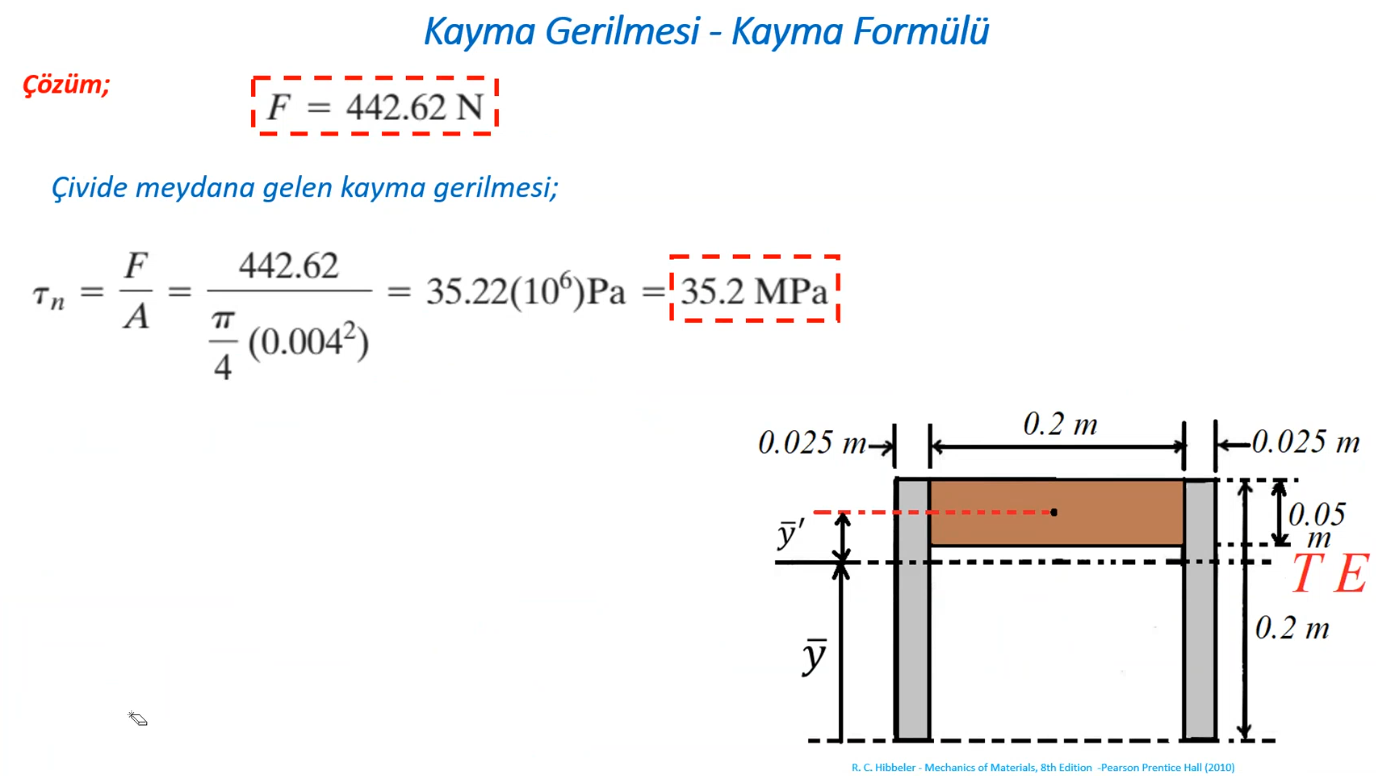 Kayma Gerilmesi - Kayma Formülü
Çözüm;
F = 442.62 N
Çivide meydana gelen kayma gerilmesi;
τₙ = F/A = 442.62 / (π/4 (0.004²)) = 35.22(10⁶)Pa = 35.2 MPa
0.025 m
0.2 m
0.025 m
ȳ′
0.05
m
T E
ȳ
0.2 m
R. C. Hibbeler - Mechanics of Materials, 8th Edition -Pearson Prentice Hall (2010)